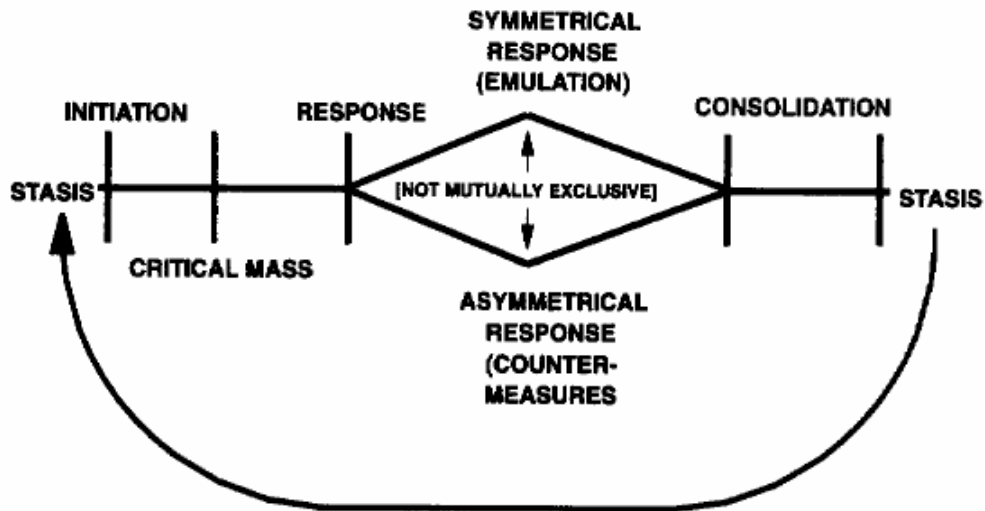 SYMMETRICAL
RESPONSE
(EMULATION)
INITIATION
RESPONSE
CONSOLIDATION
STASIS
[NOT MUTUALLY EXCLUSIVE]
STASIS
CRITICAL MASS
ASYMMETRICAL
RESPONSE
(COUNTER-
MEASURES